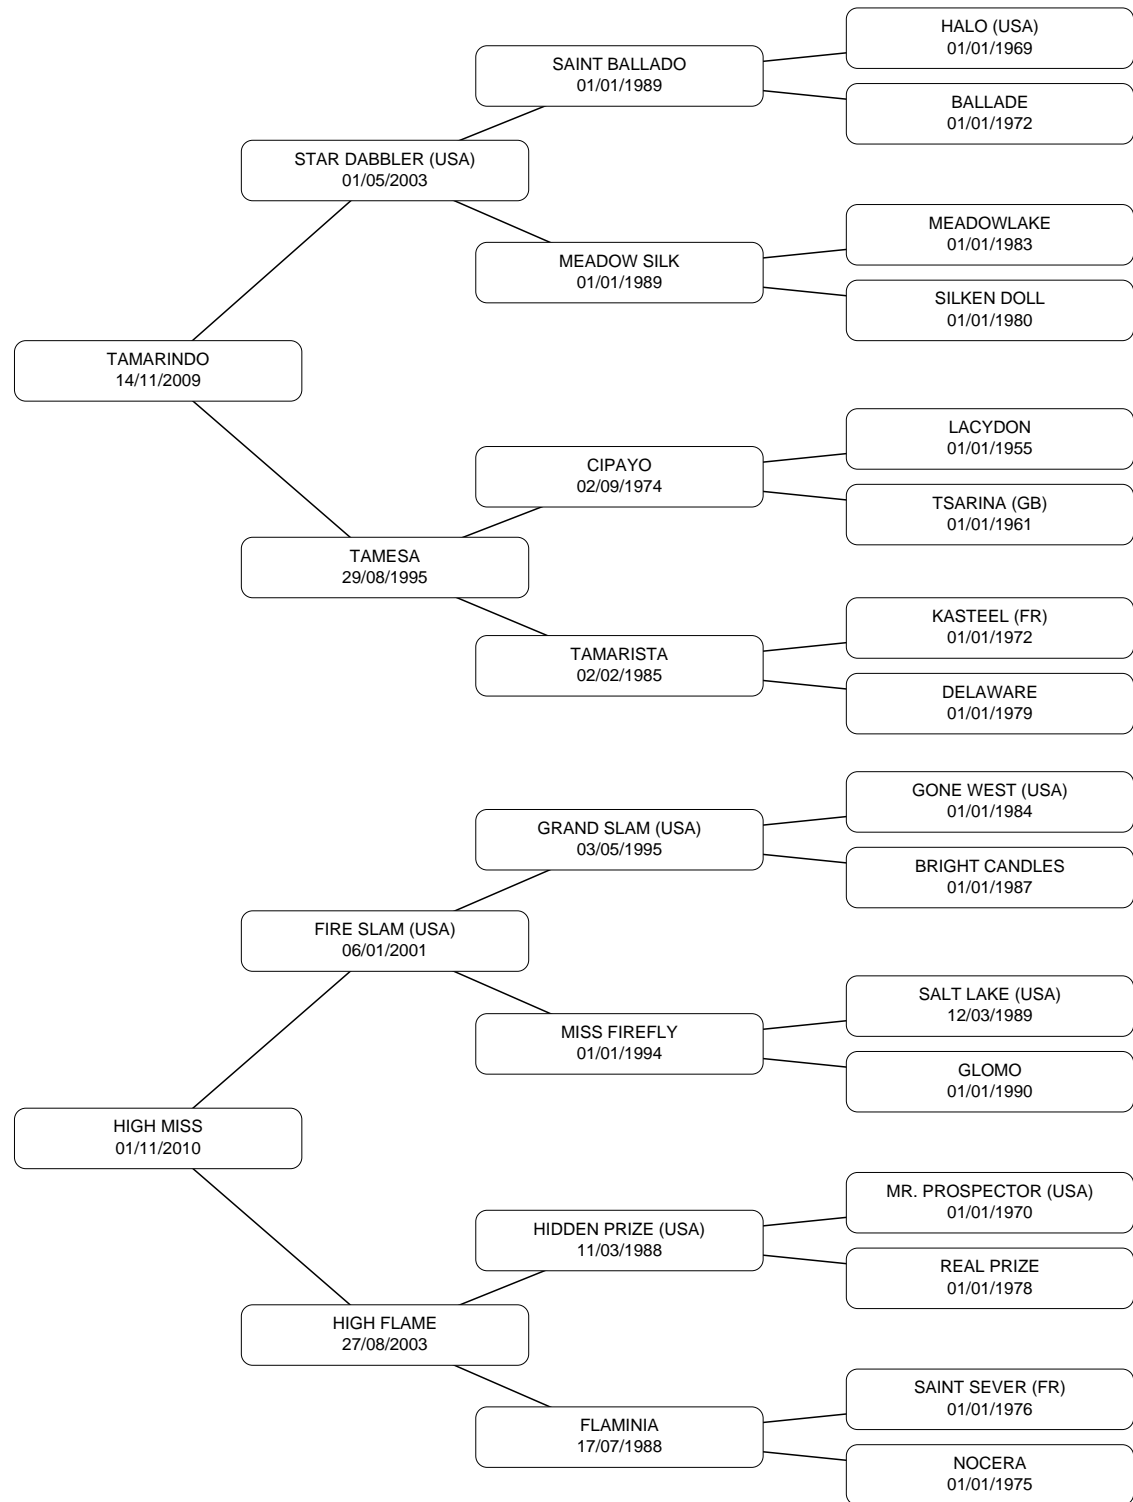 HALO (USA)
01/01/1969
SAINT BALLADO
01/01/1989
BALLADE
01/01/1972
STAR DABBLER (USA)
01/05/2003
MEADOWLAKE
01/01/1983
MEADOW SILK
01/01/1989
SILKEN DOLL
01/01/1980
TAMARINDO
14/11/2009
LACYDON
01/01/1955
CIPAYO
02/09/1974
TSARINA (GB)
01/01/1961
TAMESA
29/08/1995
KASTEEL (FR)
01/01/1972
TAMARISTA
02/02/1985
DELAWARE
01/01/1979
GONE WEST (USA)
01/01/1984
GRAND SLAM (USA)
03/05/1995
BRIGHT CANDLES
01/01/1987
FIRE SLAM (USA)
06/01/2001
SALT LAKE (USA)
12/03/1989
MISS FIREFLY
01/01/1994
GLOMO
01/01/1990
HIGH MISS
01/11/2010
MR. PROSPECTOR (USA)
01/01/1970
HIDDEN PRIZE (USA)
11/03/1988
REAL PRIZE
01/01/1978
HIGH FLAME
27/08/2003
SAINT SEVER (FR)
01/01/1976
FLAMINIA
17/07/1988
NOCERA
01/01/1975